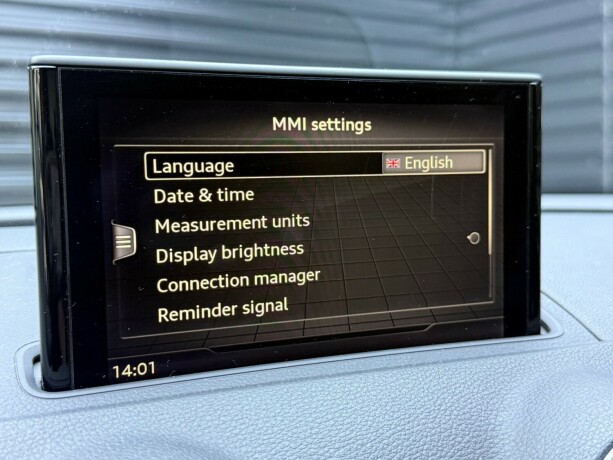 MMI settings
Language English
Date & time
Measurement units
Display brightness
Connection manager
Reminder signal
14:01